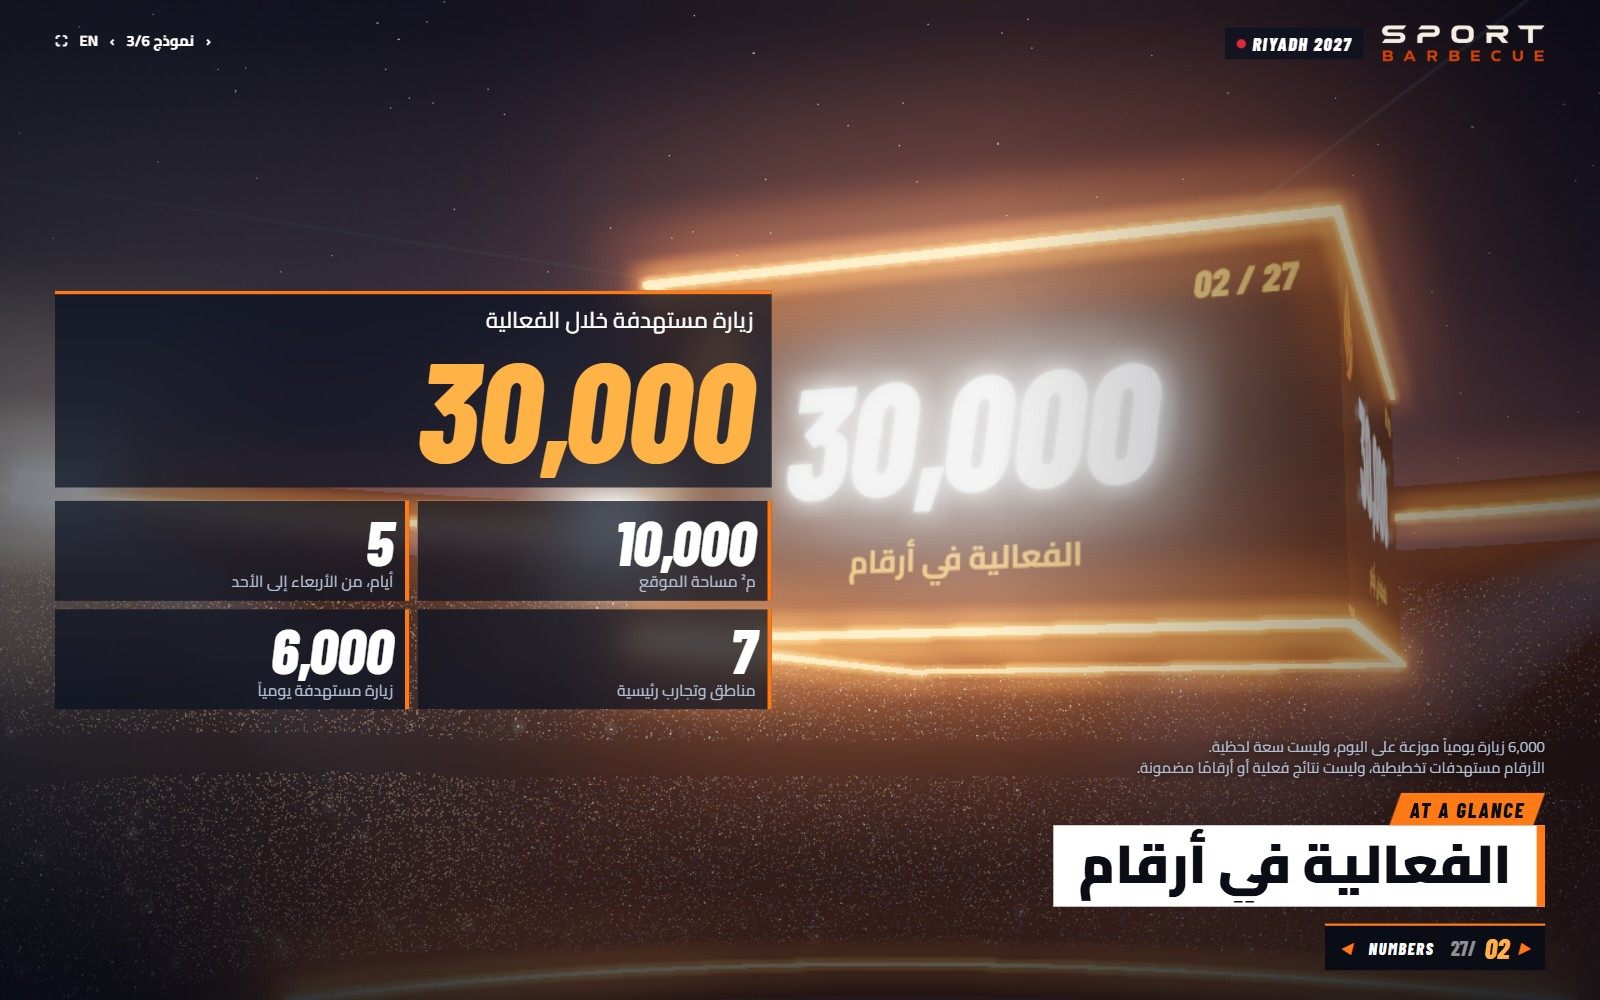 SPORT
BARBECUE
RIYADH 2027
‹ نموذج 3/6 › EN
02 / 27
30,000
الفعالية في أرقام
30,000
زيارة مستهدفة خلال الفعالية
30,000
10,000
م² مساحة الموقع
5
أيام، من الأربعاء إلى الأحد
7
مناطق وتجارب رئيسية
6,000
زيارة مستهدفة يومياً
6,000 زيارة يومياً موزعة على اليوم، وليست سعة لحظية.
الأرقام مستهدفات تخطيطية، وليست نتائج فعلية أو أرقامًا مضمونة.
AT A GLANCE
الفعالية في أرقام
02 /27 NUMBERS